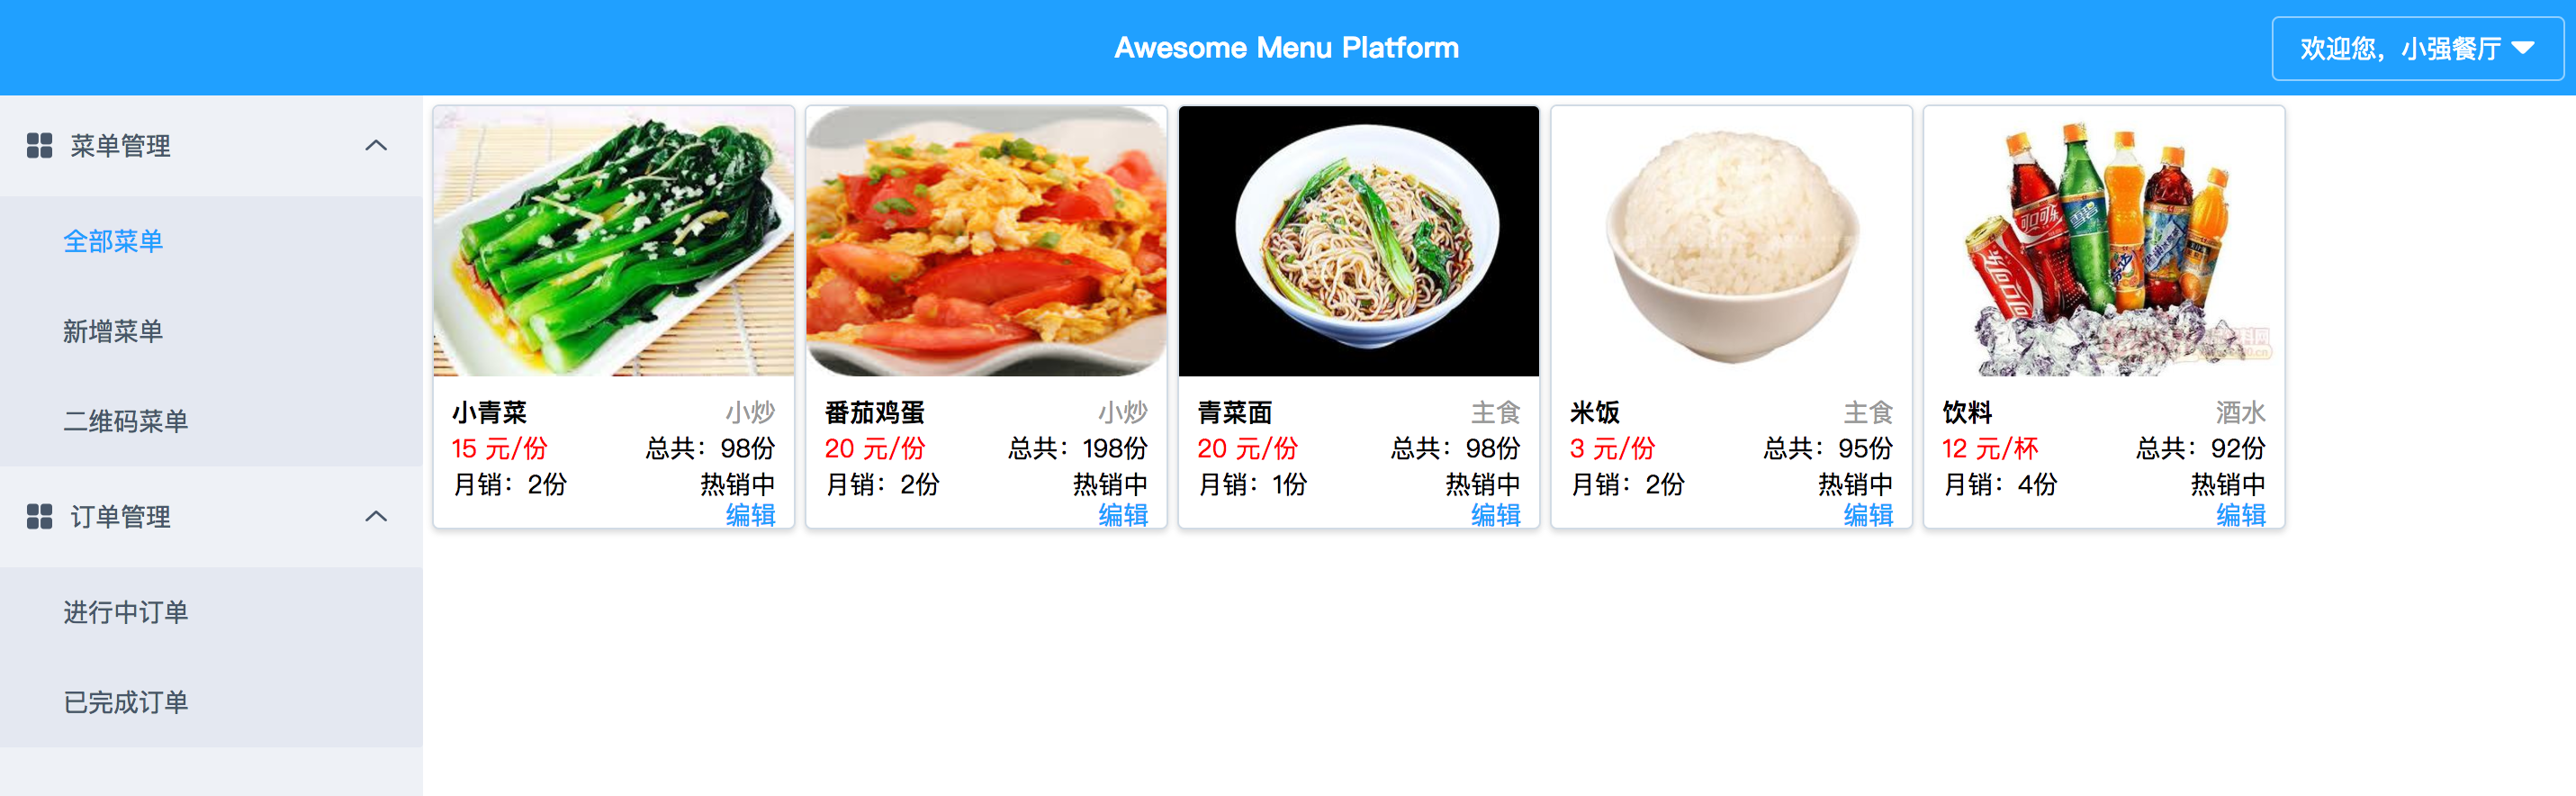 Awesome Menu Platform
欢迎您，小强餐厅
菜单管理
全部菜单
新增菜单
二维码菜单
订单管理
进行中订单
已完成订单
小青菜 小炒
15 元/份 总共：98份
月销：2份 热销中
编辑
番茄鸡蛋 小炒
20 元/份 总共：198份
月销：2份 热销中
编辑
青菜面 主食
20 元/份 总共：98份
月销：1份 热销中
编辑
米饭 主食
3 元/份 总共：95份
月销：2份 热销中
编辑
可口可乐
雪碧
饮料 酒水
12 元/杯 总共：92份
月销：4份 热销中
编辑